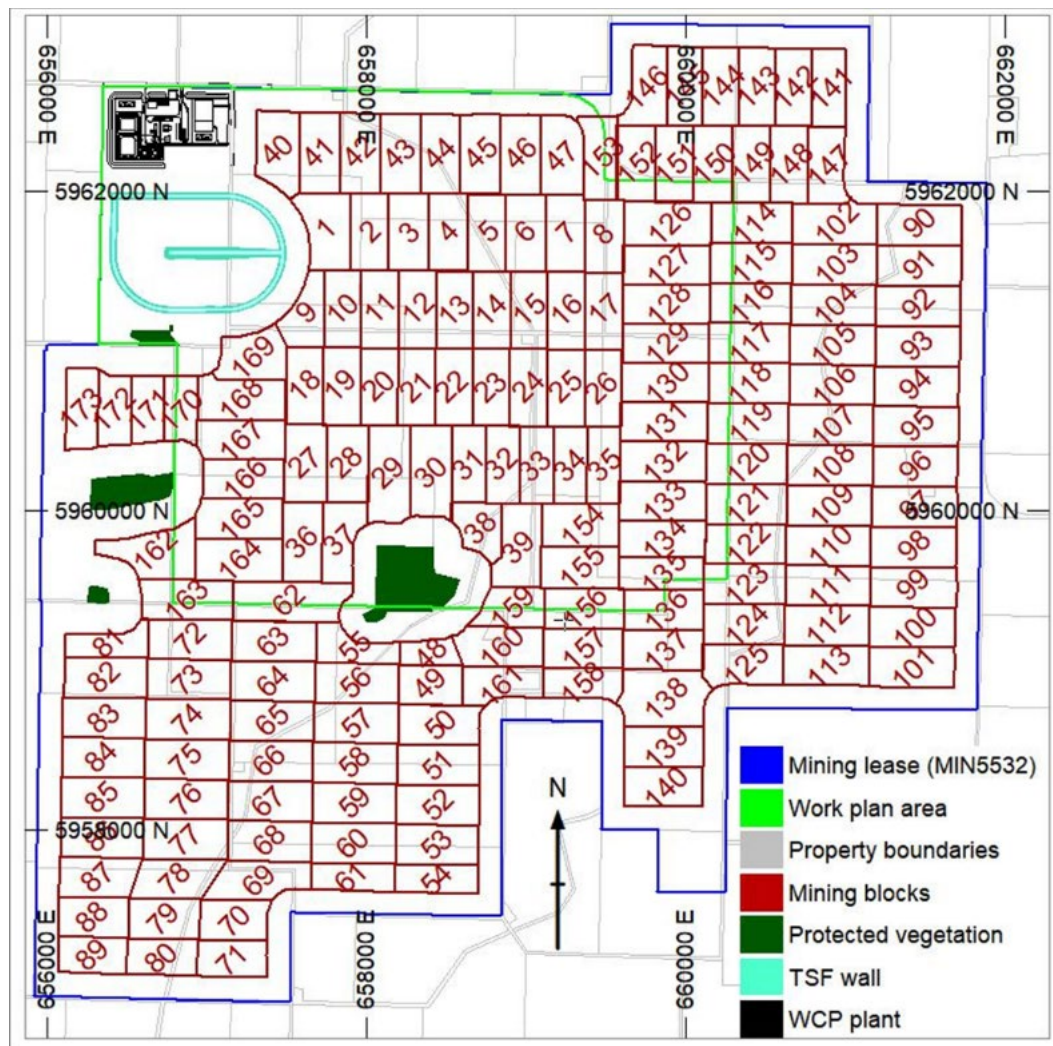 656000 E
658000 E
660000 E
662000 E
146 144 143 142 141
40 41 42 43 44 45 46 47 153 152 151 150 149 148 147
5962000 N
5962000 N
1 2 3 4 5 6 7 8 126 114 102 90
127 115 103 91
9 10 11 12 13 14 15 16 17 128 116 104 92
169 129 117 105 93
173 172 171 170 168 18 19 20 21 22 23 24 25 26 130 118 106 94
167 131 119 107 95
166 27 28 29 30 31 32 33 34 35 132 120 108 96
5960000 N
5960000 N
165 133 121 109 97
162 164 36 37 38 39 154 134 122 110 98
155 135 123 111 99
163 62 159 156 136 124 112 100
81 72 63 55 48 160 157 137 125 113 101
82 73 64 56 49 161 158 138
83 74 65 57 50 139
84 75 66 58 51 140
85 76 67 59 52
5958000 N
86 77 68 60 53
87 78 69 61 54
88 79 70
89 80 71
N
Mining lease (MIN5532)
Work plan area
Property boundaries
Mining blocks
Protected vegetation
TSF wall
WCP plant
656000 E
658000 E
660000 E